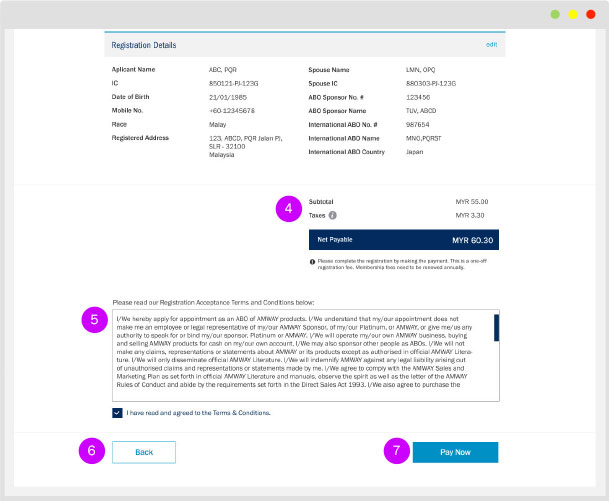 Registration Details edit
Aplicant Name ABC, PQR Spouse Name LMN, OPQ
IC 850121-PJ-123G Spouse IC 880303-PJ-123G
Date of Birth 21/01/1985 ABO Sponsor No. # 123456
Mobile No. +60-12345678 ABO Sponsor Name TUV, ABCD
Race Malay International ABO No. # 987654
Registered Address 123, ABCD, PQR Jalan PJ, International ABO Name MNO,PQRST
SLR - 32100
Malaysia International ABO Country Japan
4 Subtotal MYR 55.00
Taxes i MYR 3.30
Net Payable MYR 60.30
i Please complete the registration by making the payment. This is a one-off
registration fee. Membership fees need to be renewed annually.
Please read our Registration Acceptance Terms and Conditions below:
5 I/We hereby apply for appointment as an ABO of AMWAY products. I/We understand that my/our appointment does not
make me an employee or legal representative of my/our AMWAY Sponsor, of my/our Platinum, or AMWAY, or give me/us any
authority to speak for or bind my/our sponsor, Platinum or AMWAY. I/We will operate my/our own AMWAY business, buying
and selling AMWAY products for cash on my/our own account. I/We may also sponsor other people as ABOs. I/We will not
make any claims, representations or statements about AMWAY or its products except as authorised in official AMWAY Litera-
ture. I/We will only disseminate official AMWAY Literature. I/We will indemnify AMWAY against any legal liability arising out
of unauthorised claims and representations or statements made by me. I/We agree to comply with the AMWAY Sales and
Marketing Plan as set forth in official AMWAY Literature and manuals, observe the spirit as well as the letter of the AMWAY
Rules of Conduct and abide by the requirements set forth in the Direct Sales Act 1993. I/We also agree to purchase the
I have read and agreed to the Terms & Conditions.
6 Back 7 Pay Now